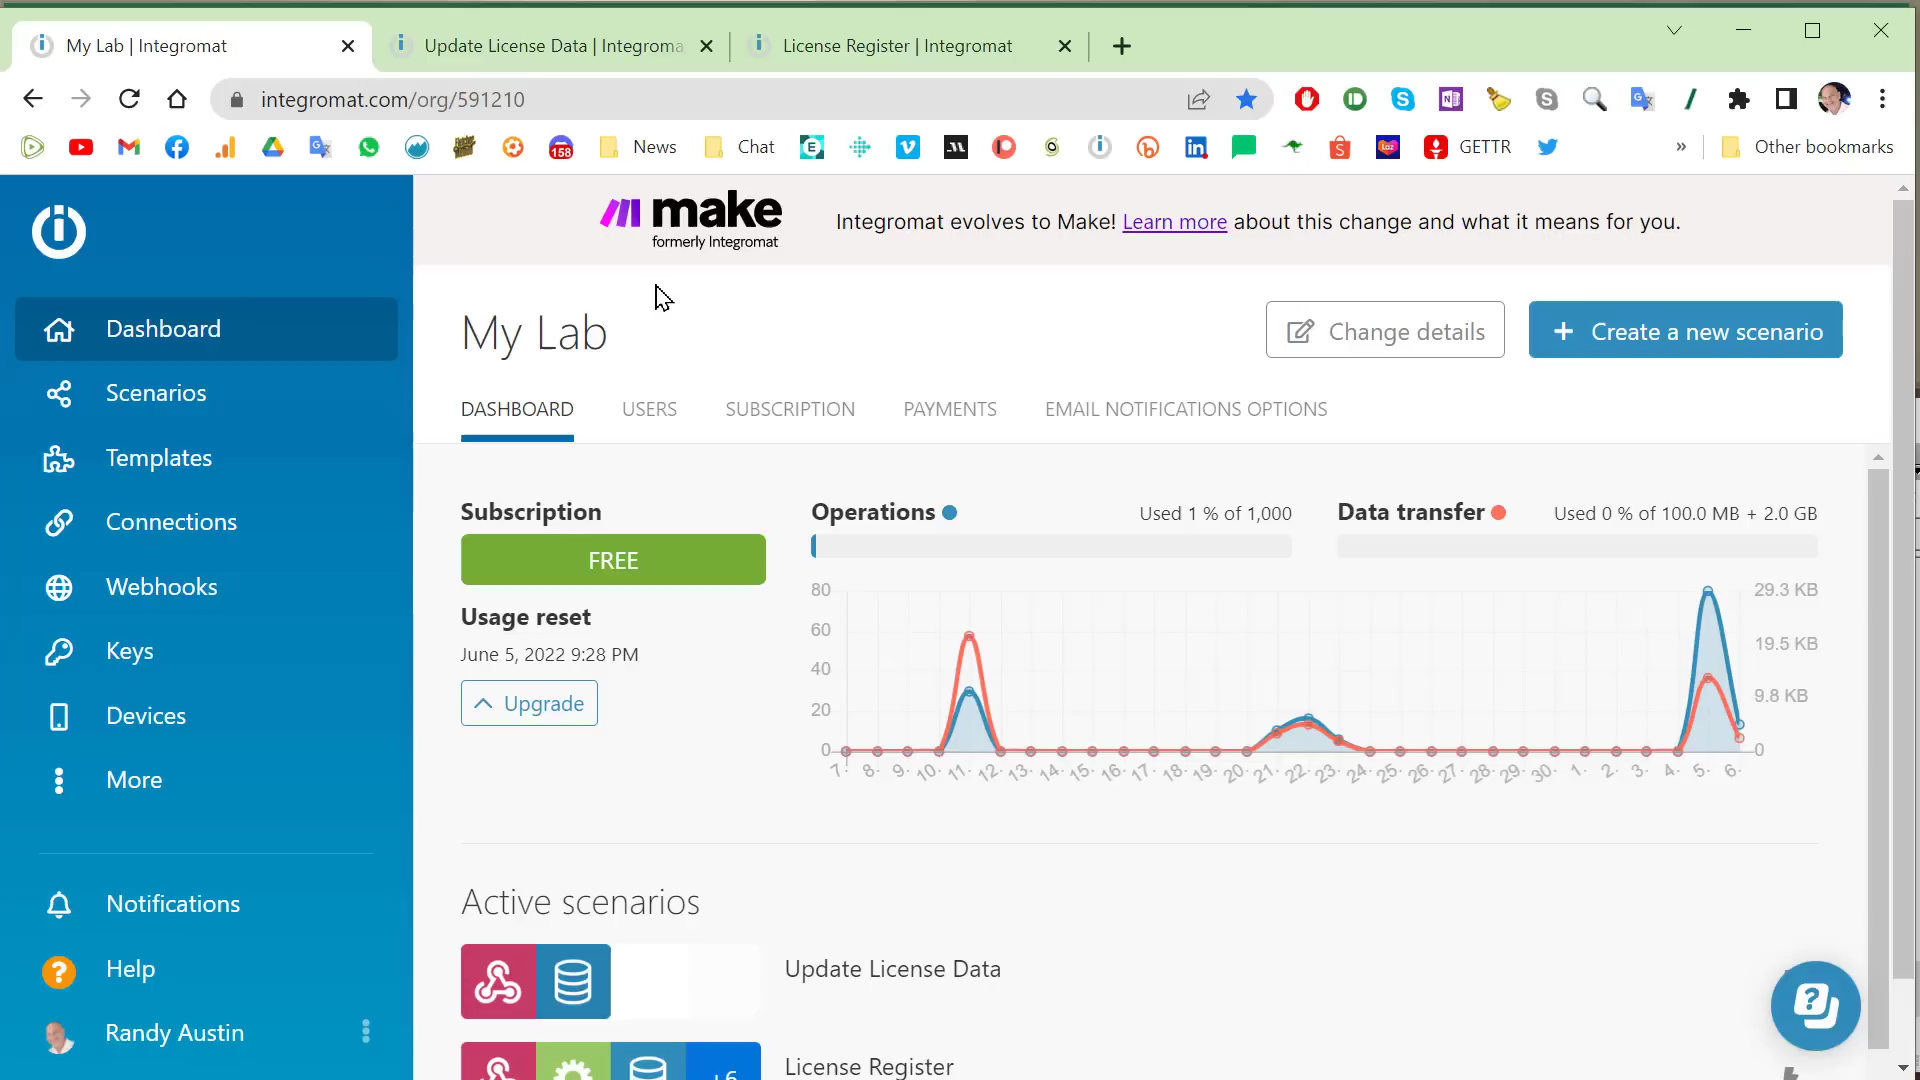 My Lab | Integromat
Update License Data | Integroma
License Register | Integromat
integromat.com/org/591210
158
News
Chat
GETTR
Other bookmarks
make
formerly Integromat
Integromat evolves to Make! Learn more about this change and what it means for you.
Dashboard
Scenarios
Templates
Connections
Webhooks
Keys
Devices
More
Notifications
Help
Randy Austin
My Lab
Change details
+ Create a new scenario
DASHBOARD
USERS
SUBSCRIPTION
PAYMENTS
EMAIL NOTIFICATIONS OPTIONS
Subscription
FREE
Usage reset
June 5, 2022 9:28 PM
Upgrade
Operations
Used 1 % of 1,000
Data transfer
Used 0 % of 100.0 MB + 2.0 GB
80
60
40
20
0
29.3 KB
19.5 KB
9.8 KB
0
7. 8. 9. 10. 11. 12. 13. 14. 15. 16. 17. 18. 19. 20. 21. 22. 23. 24. 25. 26. 27. 28. 29. 30. 1. 2. 3. 4. 5. 6.
Active scenarios
Update License Data
+6
License Register